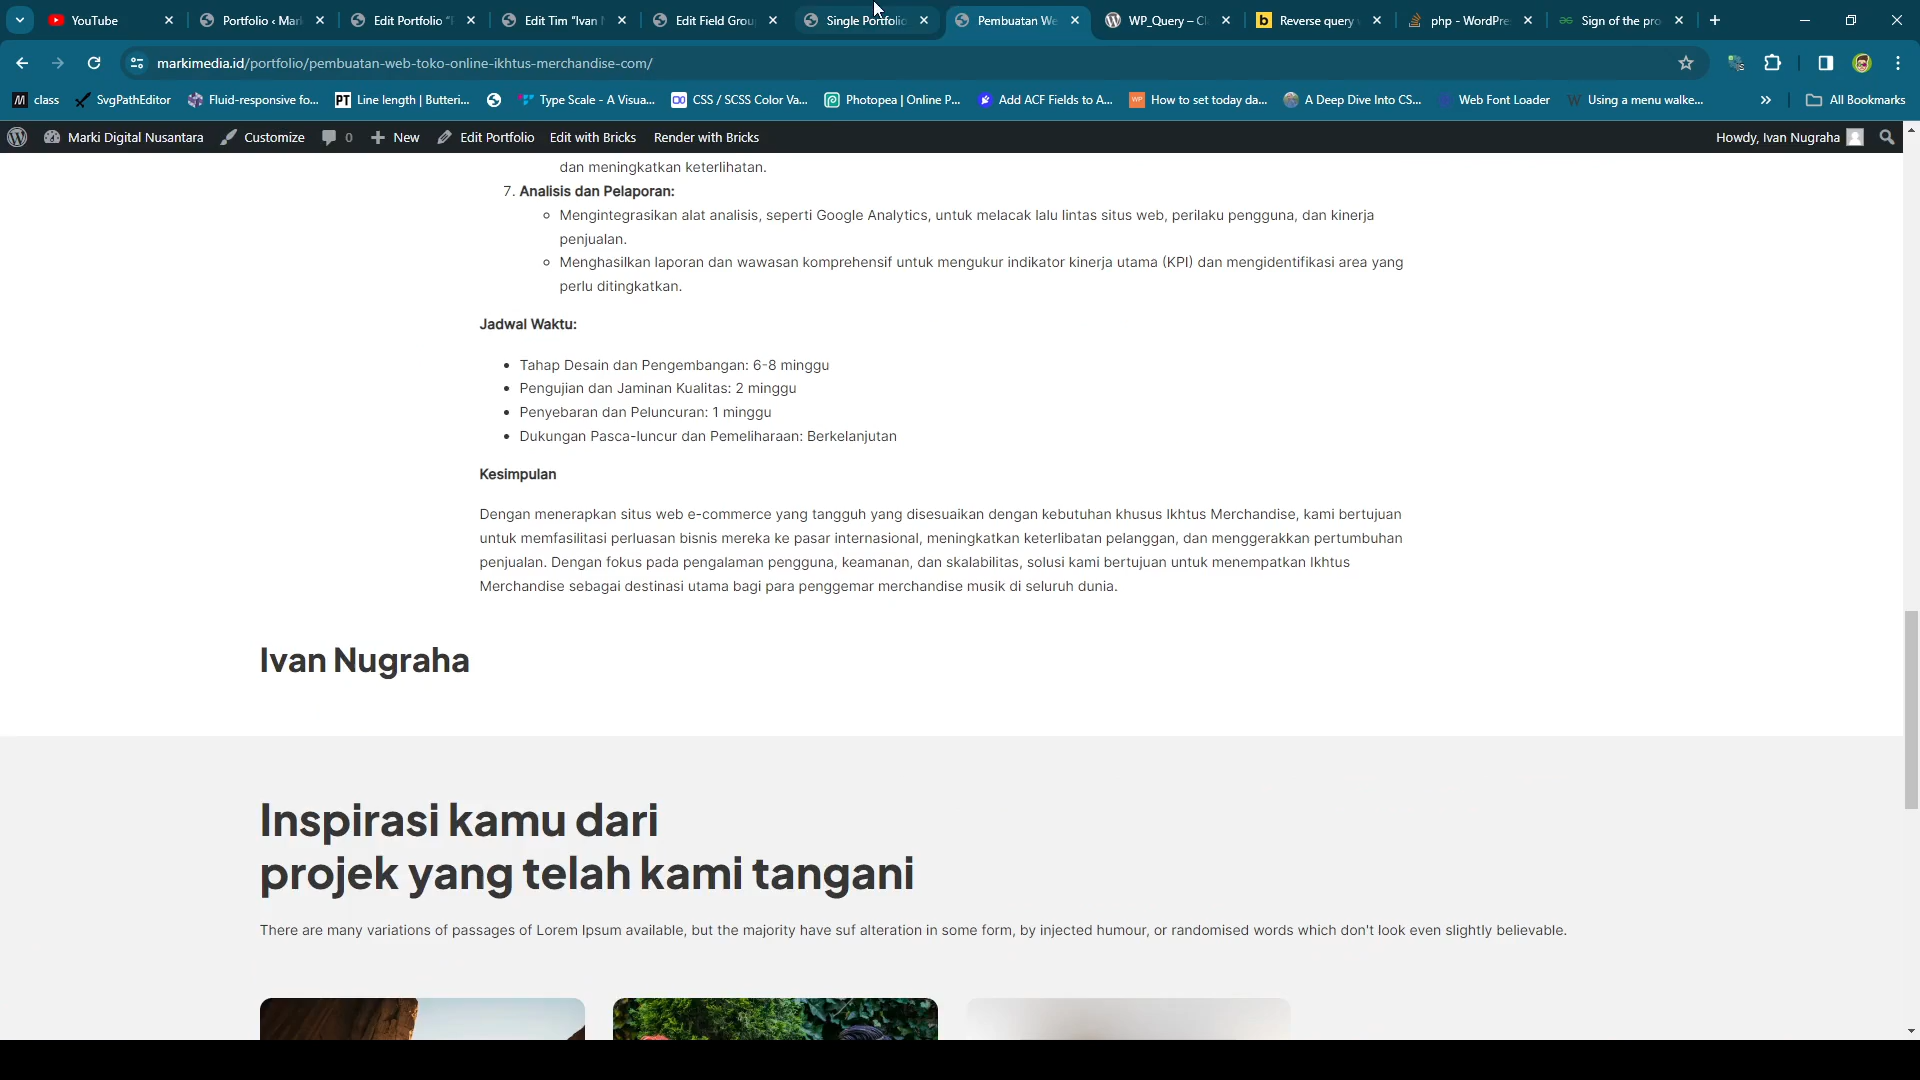 YouTube
Portfolio ‹ Mar
Edit Portfolio "
Edit Tim "Ivan
Edit Field Grou
Single Portfolio
Pembuatan We
WP_Query – Cl
Reverse query
php - WordPre
Sign of the pro
markimedia.id/portfolio/pembuatan-web-toko-online-ikhtus-merchandise-com/
class
SvgPathEditor
Fluid-responsive fo...
PT Line length | Butteri...
Type Scale - A Visua...
CSS / SCSS Color Va...
Photopea | Online P...
Add ACF Fields to A...
How to set today da...
A Deep Dive Into CS...
Web Font Loader
Using a menu walke...
All Bookmarks
Marki Digital Nusantara
Customize
0
New
Edit Portfolio
Edit with Bricks
Render with Bricks
Howdy, Ivan Nugraha
dan meningkatkan keterlihatan.
7. Analisis dan Pelaporan:
Mengintegrasikan alat analisis, seperti Google Analytics, untuk melacak lalu lintas situs web, perilaku pengguna, dan kinerja
penjualan.
Menghasilkan laporan dan wawasan komprehensif untuk mengukur indikator kinerja utama (KPI) dan mengidentifikasi area yang
perlu ditingkatkan.
Jadwal Waktu:
Tahap Desain dan Pengembangan: 6-8 minggu
Pengujian dan Jaminan Kualitas: 2 minggu
Penyebaran dan Peluncuran: 1 minggu
Dukungan Pasca-luncur dan Pemeliharaan: Berkelanjutan
Kesimpulan
Dengan menerapkan situs web e-commerce yang tangguh yang disesuaikan dengan kebutuhan khusus Ikhtus Merchandise, kami bertujuan
untuk memfasilitasi perluasan bisnis mereka ke pasar internasional, meningkatkan keterlibatan pelanggan, dan menggerakkan pertumbuhan
penjualan. Dengan fokus pada pengalaman pengguna, keamanan, dan skalabilitas, solusi kami bertujuan untuk menempatkan Ikhtus
Merchandise sebagai destinasi utama bagi para penggemar merchandise musik di seluruh dunia.
Ivan Nugraha
Inspirasi kamu dari
projek yang telah kami tangani
There are many variations of passages of Lorem Ipsum available, but the majority have suf alteration in some form, by injected humour, or randomised words which don't look even slightly believable.